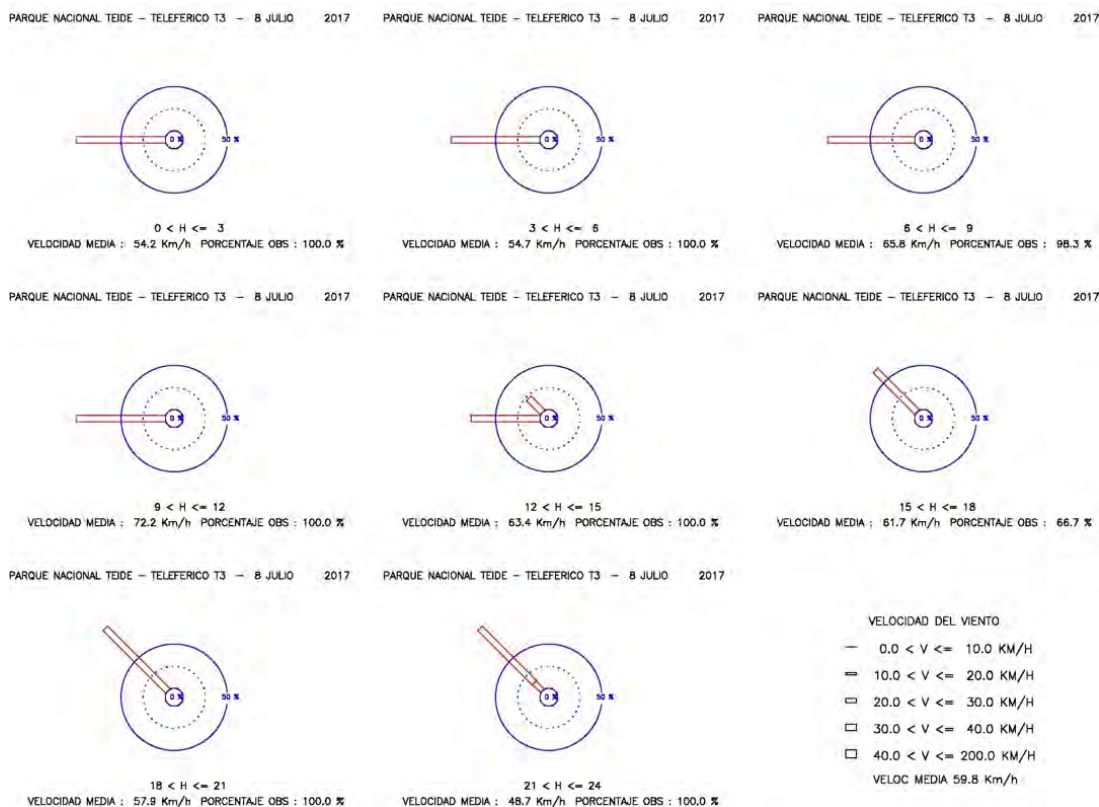 PARQUE NACIONAL TEIDE – TELEFERICO T3 – 8 JULIO 2017
0 %
50 %
0 < H <= 3
VELOCIDAD MEDIA : 54.2 Km/h PORCENTAJE OBS : 100.0 %
PARQUE NACIONAL TEIDE – TELEFERICO T3 – 8 JULIO 2017
0 %
50 %
3 < H <= 6
VELOCIDAD MEDIA : 54.7 Km/h PORCENTAJE OBS : 100.0 %
PARQUE NACIONAL TEIDE – TELEFERICO T3 – 8 JULIO 2017
0 %
50 %
6 < H <= 9
VELOCIDAD MEDIA : 65.8 Km/h PORCENTAJE OBS : 98.3 %
PARQUE NACIONAL TEIDE – TELEFERICO T3 – 8 JULIO 2017
0 %
50 %
9 < H <= 12
VELOCIDAD MEDIA : 72.2 Km/h PORCENTAJE OBS : 100.0 %
PARQUE NACIONAL TEIDE – TELEFERICO T3 – 8 JULIO 2017
0 %
50 %
12 < H <= 15
VELOCIDAD MEDIA : 63.4 Km/h PORCENTAJE OBS : 100.0 %
PARQUE NACIONAL TEIDE – TELEFERICO T3 – 8 JULIO 2017
0 %
50 %
15 < H <= 18
VELOCIDAD MEDIA : 61.7 Km/h PORCENTAJE OBS : 66.7 %
PARQUE NACIONAL TEIDE – TELEFERICO T3 – 8 JULIO 2017
0 %
50 %
18 < H <= 21
VELOCIDAD MEDIA : 57.9 Km/h PORCENTAJE OBS : 100.0 %
PARQUE NACIONAL TEIDE – TELEFERICO T3 – 8 JULIO 2017
0 %
50 %
21 < H <= 24
VELOCIDAD MEDIA : 48.7 Km/h PORCENTAJE OBS : 100.0 %
VELOCIDAD DEL VIENTO
0.0 < V <= 10.0 KM/H
10.0 < V <= 20.0 KM/H
20.0 < V <= 30.0 KM/H
30.0 < V <= 40.0 KM/H
40.0 < V <= 200.0 KM/H
VELOC MEDIA 59.8 Km/h